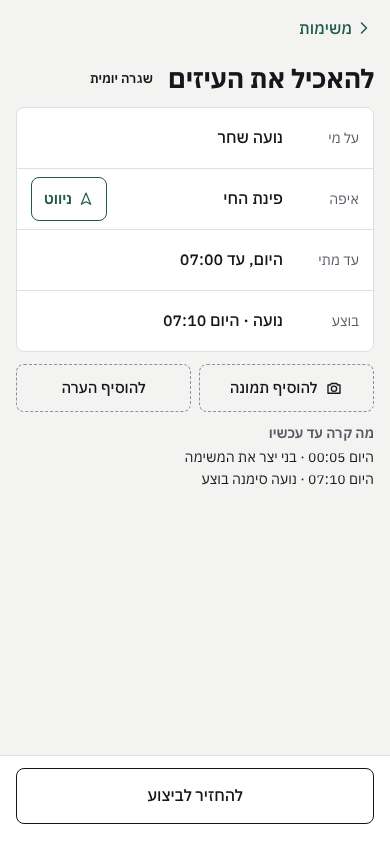 משימות
להאכיל את העיזים שגרה יומית
על מי נועה שחר
איפה פינת החי ניווט
עד מתי היום, עד 07:00
בוצע נועה · היום 07:10
להוסיף תמונה להוסיף הערה
מה קרה עד עכשיו
היום 00:05 · בני יצר את המשימה
היום 07:10 · נועה סימנה בוצע
להחזיר לביצוע